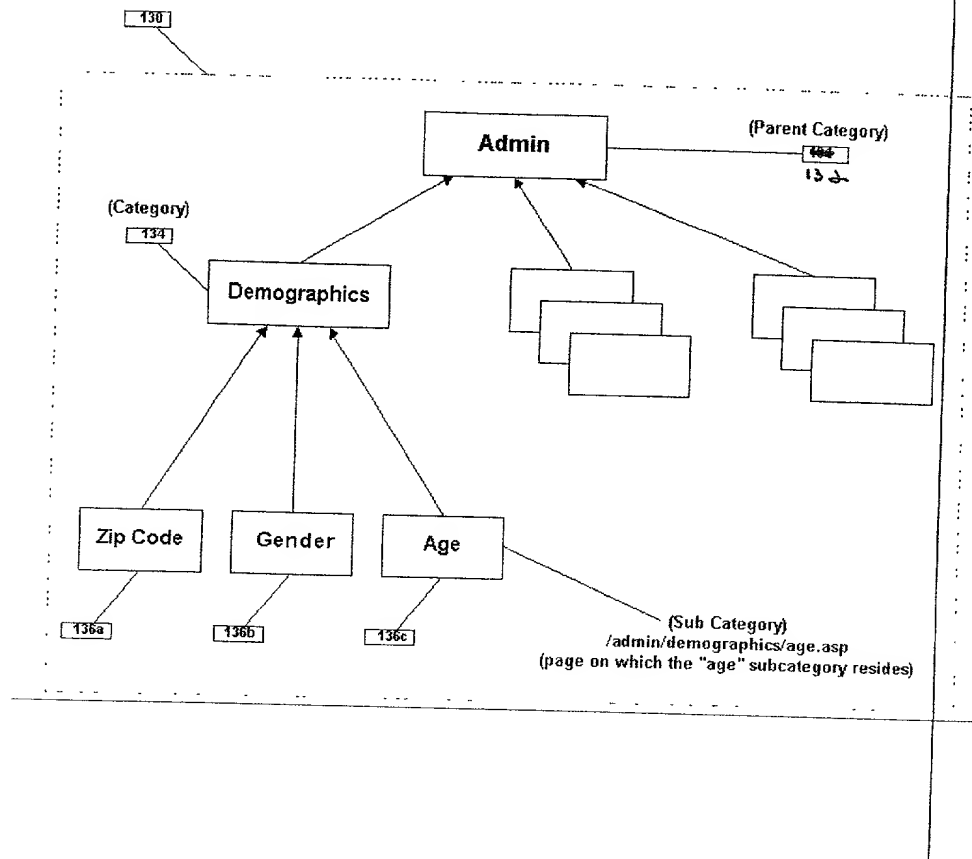 130
Admin
(Parent Category)
132
(Category)
134
Demographics
Zip Code
Gender
Age
136a
136b
136c
(Sub Category)
/admin/demographics/age.asp
(page on which the "age" subcategory resides)